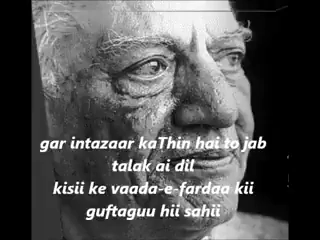 gar intazaar kaThin hai to jab
talak ai dil
kisii ke vaada-e-fardaa kii
guftaguu hii sahii